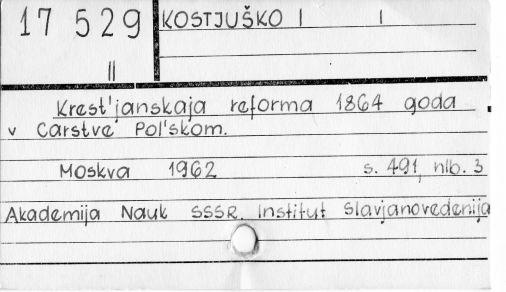 17 529
II
KOSTJUŠKO I I
Krest'janskaja reforma 1864 goda
v Carstve Pol'skom.
Moskva 1962 s. 491, nlb. 3
Akademija Nauk SSSR. Institut Slavjanovedenija